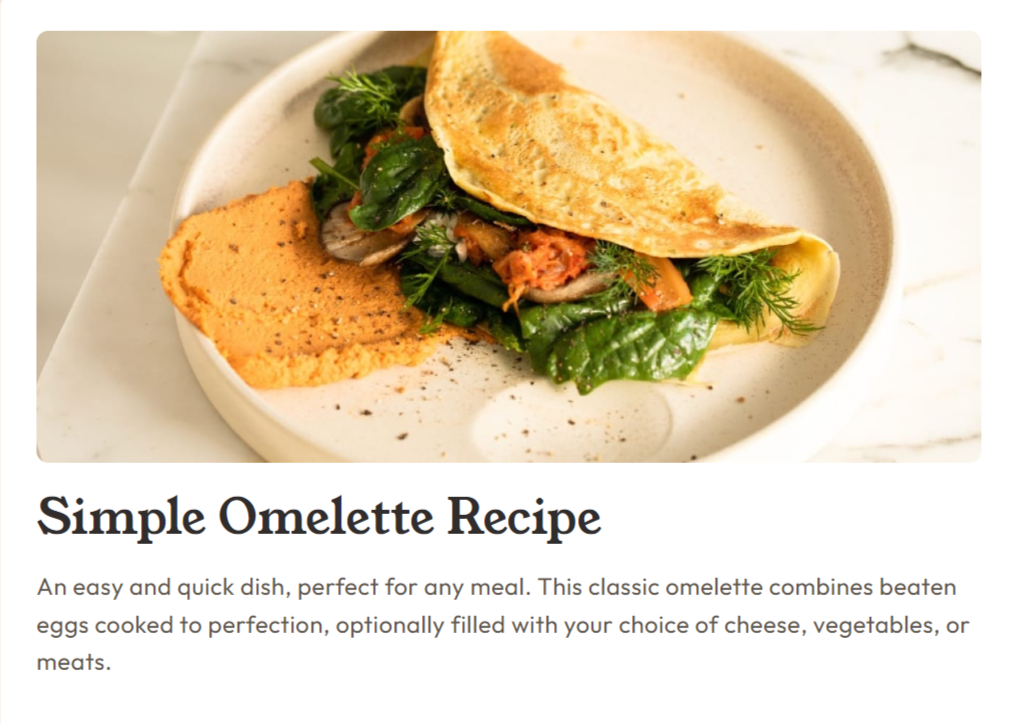 Simple Omelette Recipe
An easy and quick dish, perfect for any meal. This classic omelette combines beaten
eggs cooked to perfection, optionally filled with your choice of cheese, vegetables, or
meats.